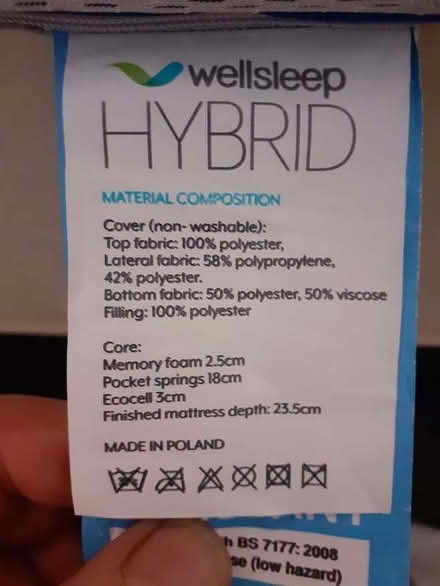 wellsleep
HYBRID
MATERIAL COMPOSITION
Cover (non- washable):
Top fabric: 100% polyester,
Lateral fabric: 58% polypropylene,
42% polyester.
Bottom fabric: 50% polyester, 50% viscose
Filling: 100% polyester
Core:
Memory foam 2.5cm
Pocket springs 18cm
Ecocell 3cm
Finished mattress depth: 23.5cm
MADE IN POLAND
BS 7177: 2008
(low hazard)